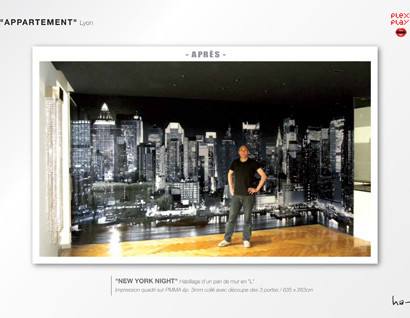 "APPARTEMENT" Lyon
PLEXI
PLAY
- APRÈS -
"NEW YORK NIGHT" Habillage d'un pan de mur en "L"
Impression quadri sur PMMA ép. 3mm collé avec découpe des 3 portes / 635 x 263cm
ha-